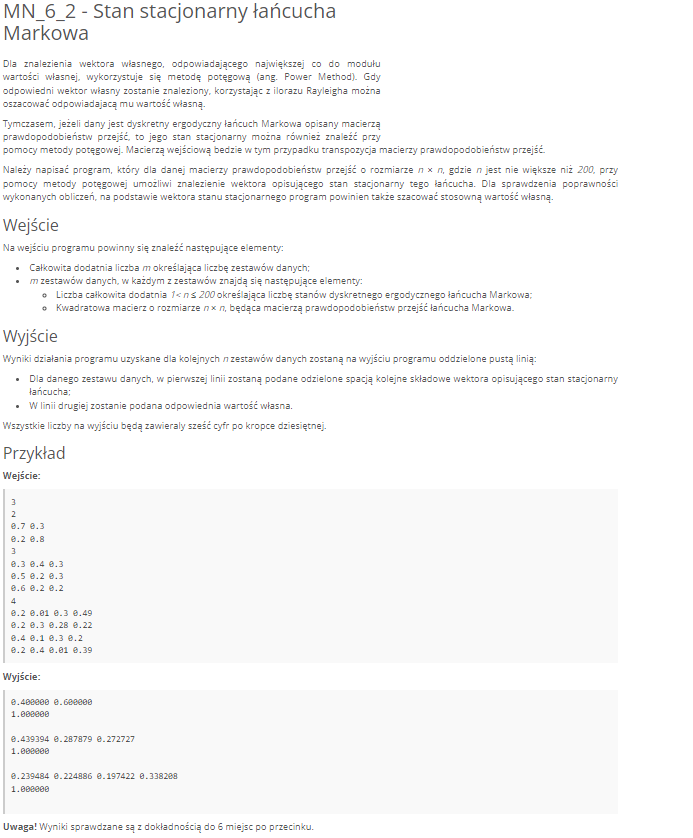 MN_6_2 - Stan stacjonarny łańcucha
Markowa
Dla znalezienia wektora własnego, odpowiadającego największej co do modułu
wartości własnej, wykorzystuje się metodę potęgową (ang. Power Method). Gdy
odpowiedni wektor własny zostanie znaleziony, korzystając z ilorazu Rayleigha można
oszacować odpowiadajacą mu wartość własną.
Tymczasem, jeżeli dany jest dyskretny ergodyczny łańcuch Markowa opisany macierzą
prawdopodobieństw przejść, to jego stan stacjonarny można również znaleźć przy
pomocy metody potęgowej. Macierzą wejściową bedzie w tym przypadku transpozycja macierzy prawdopodobieństw przejść.
Należy napisać program, który dla danej macierzy prawdopodobieństw przejść o rozmiarze n × n, gdzie n jest nie większe niż 200, przy
pomocy metody potęgowej umożliwi znalezienie wektora opisującego stan stacjonarny tego łańcucha. Dla sprawdzenia poprawności
wykonanych obliczeń, na podstawie wektora stanu stacjonarnego program powinien także szacować stosowną wartość własną.
Wejście
Na wejściu programu powinny się znaleźć następujące elementy:
• Całkowita dodatnia liczba m określająca liczbę zestawów danych;
• m zestawów danych, w każdym z zestawów znajdą się następujące elementy:
○ Liczba całkowita dodatnia 1< n ≤ 200 określająca liczbę stanów dyskretnego ergodycznego łańcucha Markowa;
○ Kwadratowa macierz o rozmiarze n × n, będąca macierzą prawdopodobieństw przejść łańcucha Markowa.
Wyjście
Wyniki działania programu uzyskane dla kolejnych n zestawów danych zostaną na wyjściu programu oddzielone pustą linią:
• Dla danego zestawu danych, w pierwszej linii zostaną podane odzielone spacją kolejne składowe wektora opisującego stan stacjonarny
łańcucha;
• W linii drugiej zostanie podana odpowiednia wartość własna.
Wszystkie liczby na wyjściu będą zawierały sześć cyfr po kropce dziesiętnej.
Przykład
Wejście:
3
2
0.7 0.3
0.2 0.8
3
0.3 0.4 0.3
0.5 0.2 0.3
0.6 0.2 0.2
4
0.2 0.01 0.3 0.49
0.2 0.3 0.28 0.22
0.4 0.1 0.3 0.2
0.2 0.4 0.01 0.39
Wyjście:
0.400000 0.600000
1.000000
0.439394 0.287879 0.272727
1.000000
0.239484 0.224886 0.197422 0.338208
1.000000
Uwaga! Wyniki sprawdzane są z dokładnością do 6 miejsc po przecinku.